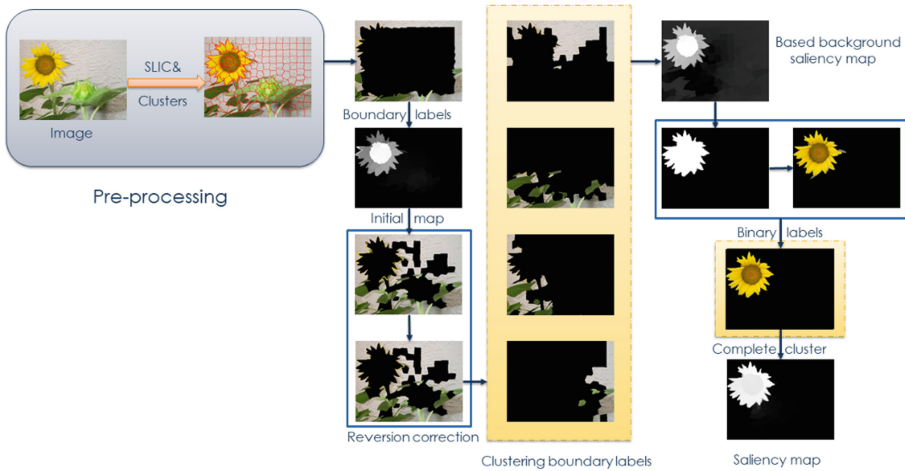 SLIC&
Clusters
Image
Pre-processing
Boundary labels
Initial map
Reversion correction
Clustering boundary labels
Based background
saliency map
Binary labels
Complete cluster
Saliency map